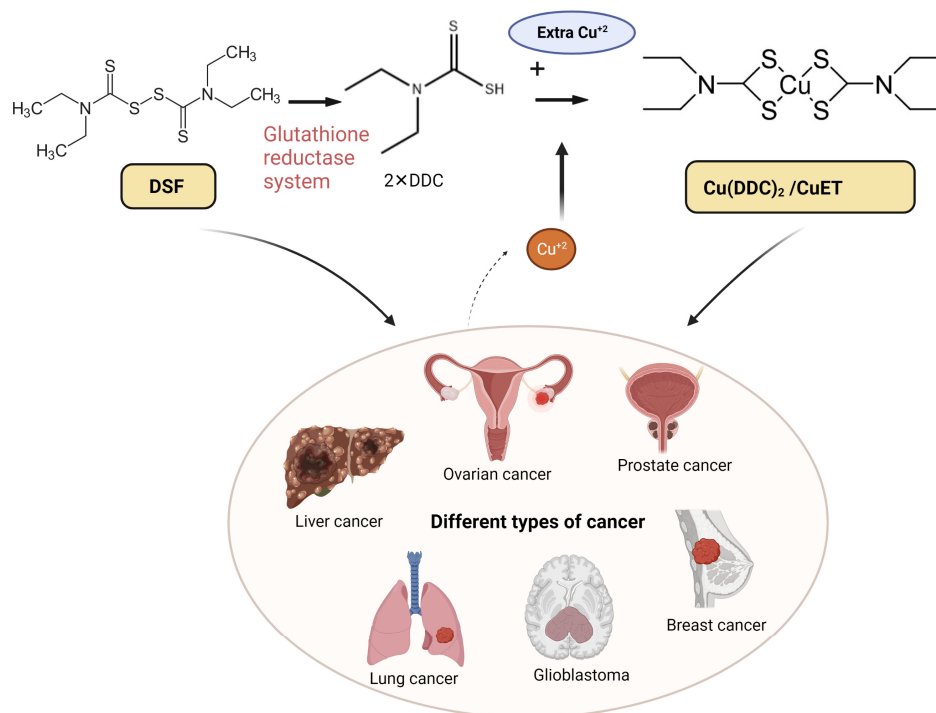 Extra Cu⁺²
CH₃
S
H₃C
N
S
S
N
CH₃
S
H₃C
Glutathione
reductase
system
S
N
SH
2×DDC
+
N
S
S
Cu
S
S
N
DSF
Cu(DDC)₂ /CuET
Cu⁺²
Ovarian cancer
Prostate cancer
Liver cancer
Different types of cancer
Breast cancer
Lung cancer
Glioblastoma